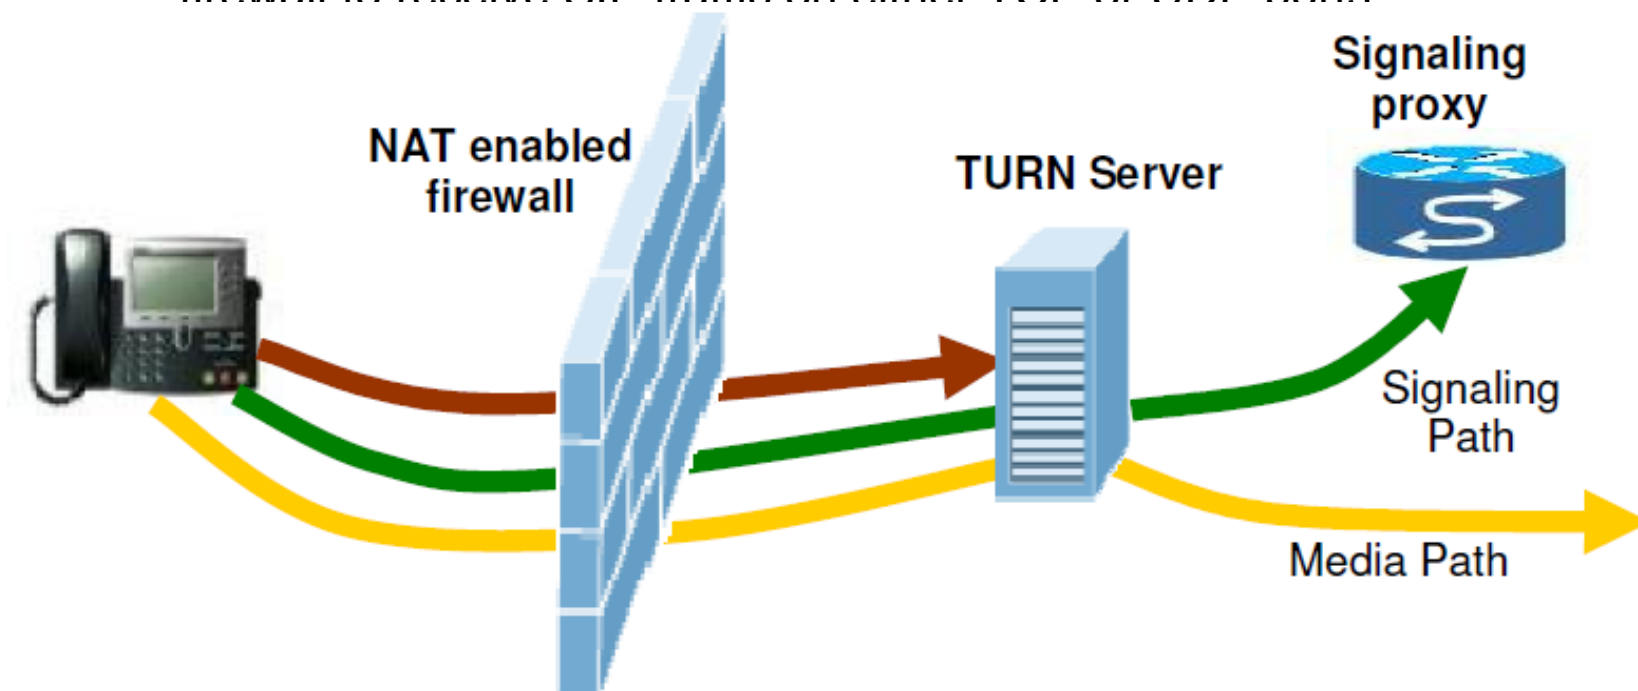 NAT enabled
firewall
TURN Server
Signaling
proxy
Signaling
Path
Media Path